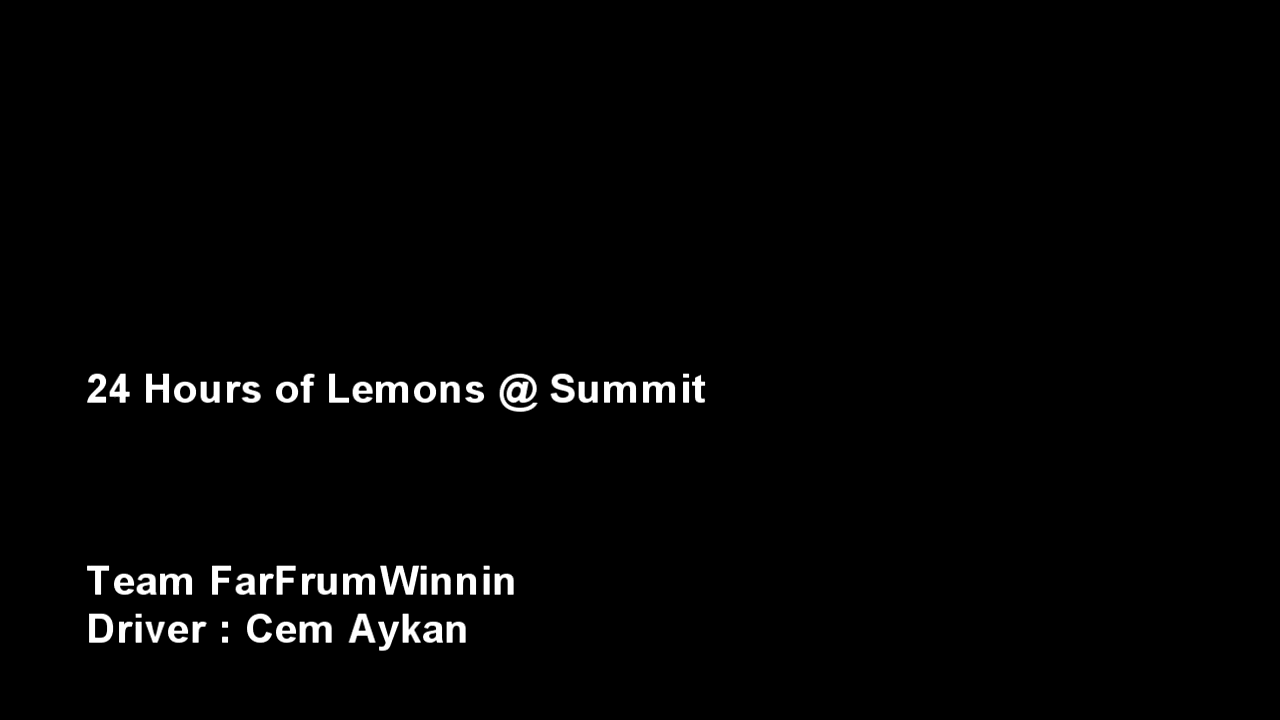 24 Hours of Lemons @ Summit
Team FarFrumWinnin
Driver : Cem Aykan